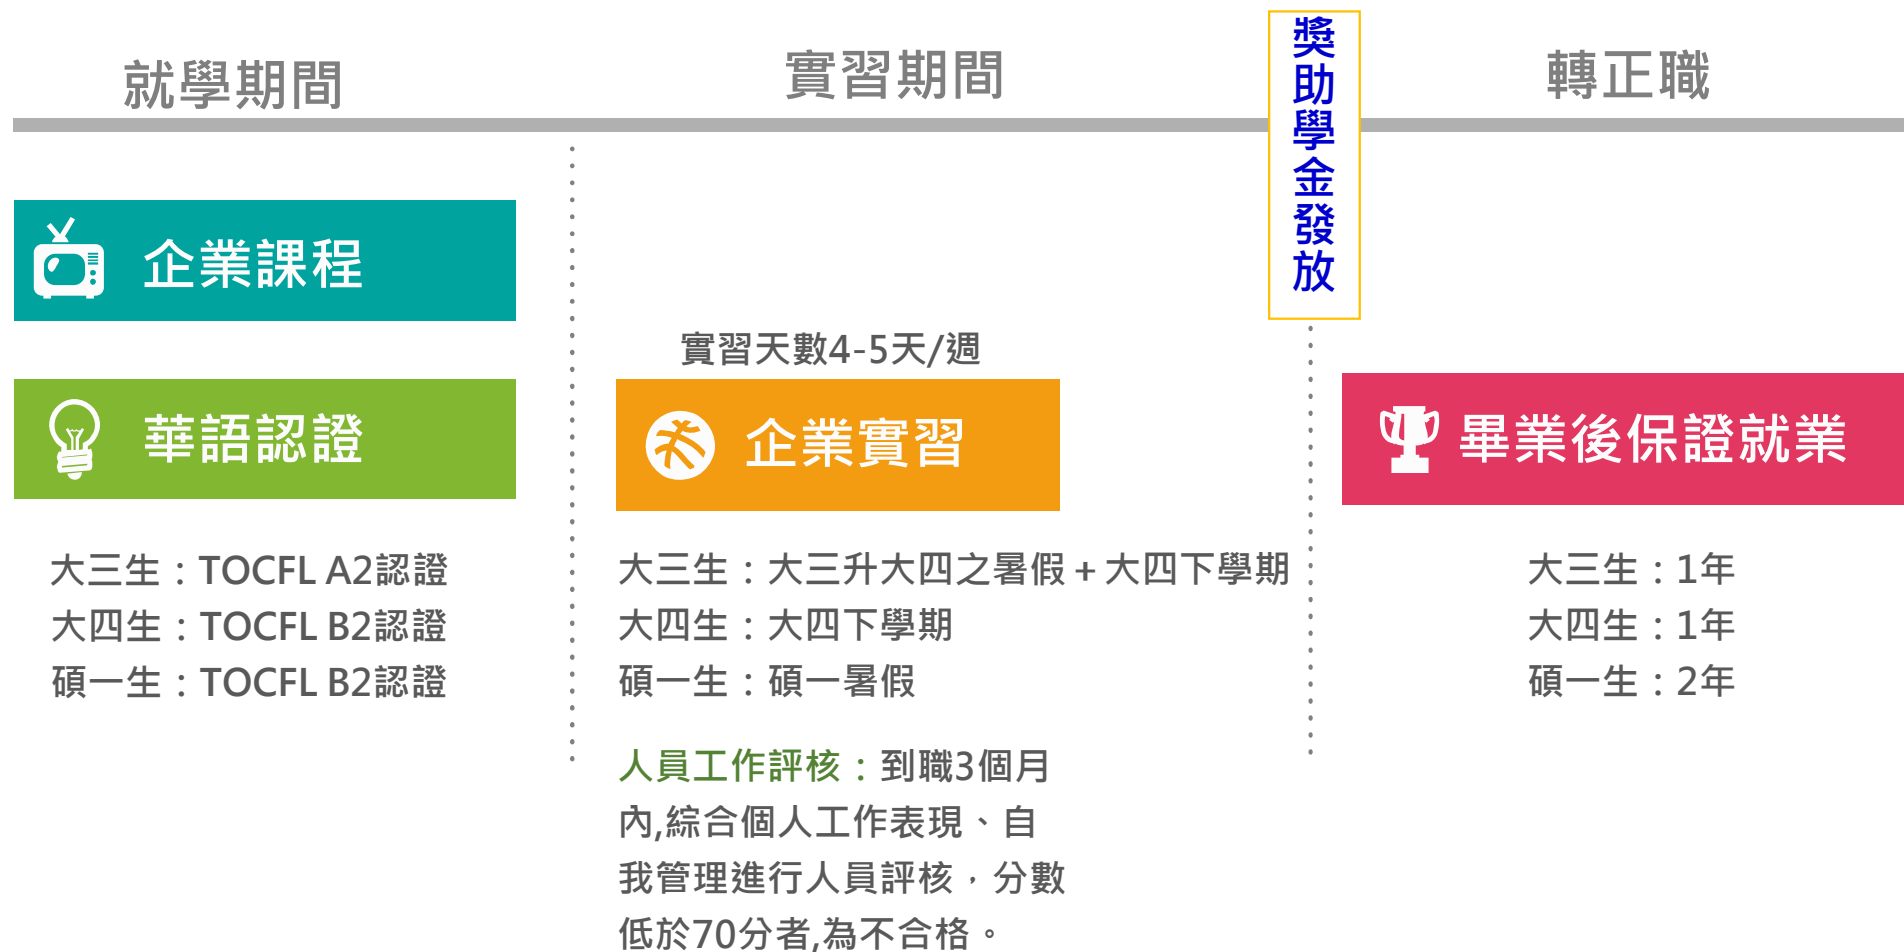 就學期間
實習期間
獎助學金發放
轉正職
企業課程
華語認證
大三生：TOCFL A2認證
大四生：TOCFL B2認證
碩一生：TOCFL B2認證
實習天數4-5天/週
企業實習
大三生：大三升大四之暑假+大四下學期
大四生：大四下學期
碩一生：碩一暑假
人員工作評核：到職3個月
內,綜合個人工作表現、自
我管理進行人員評核，分數
低於70分者,為不合格。
畢業後保證就業
大三生：1年
大四生：1年
碩一生：2年